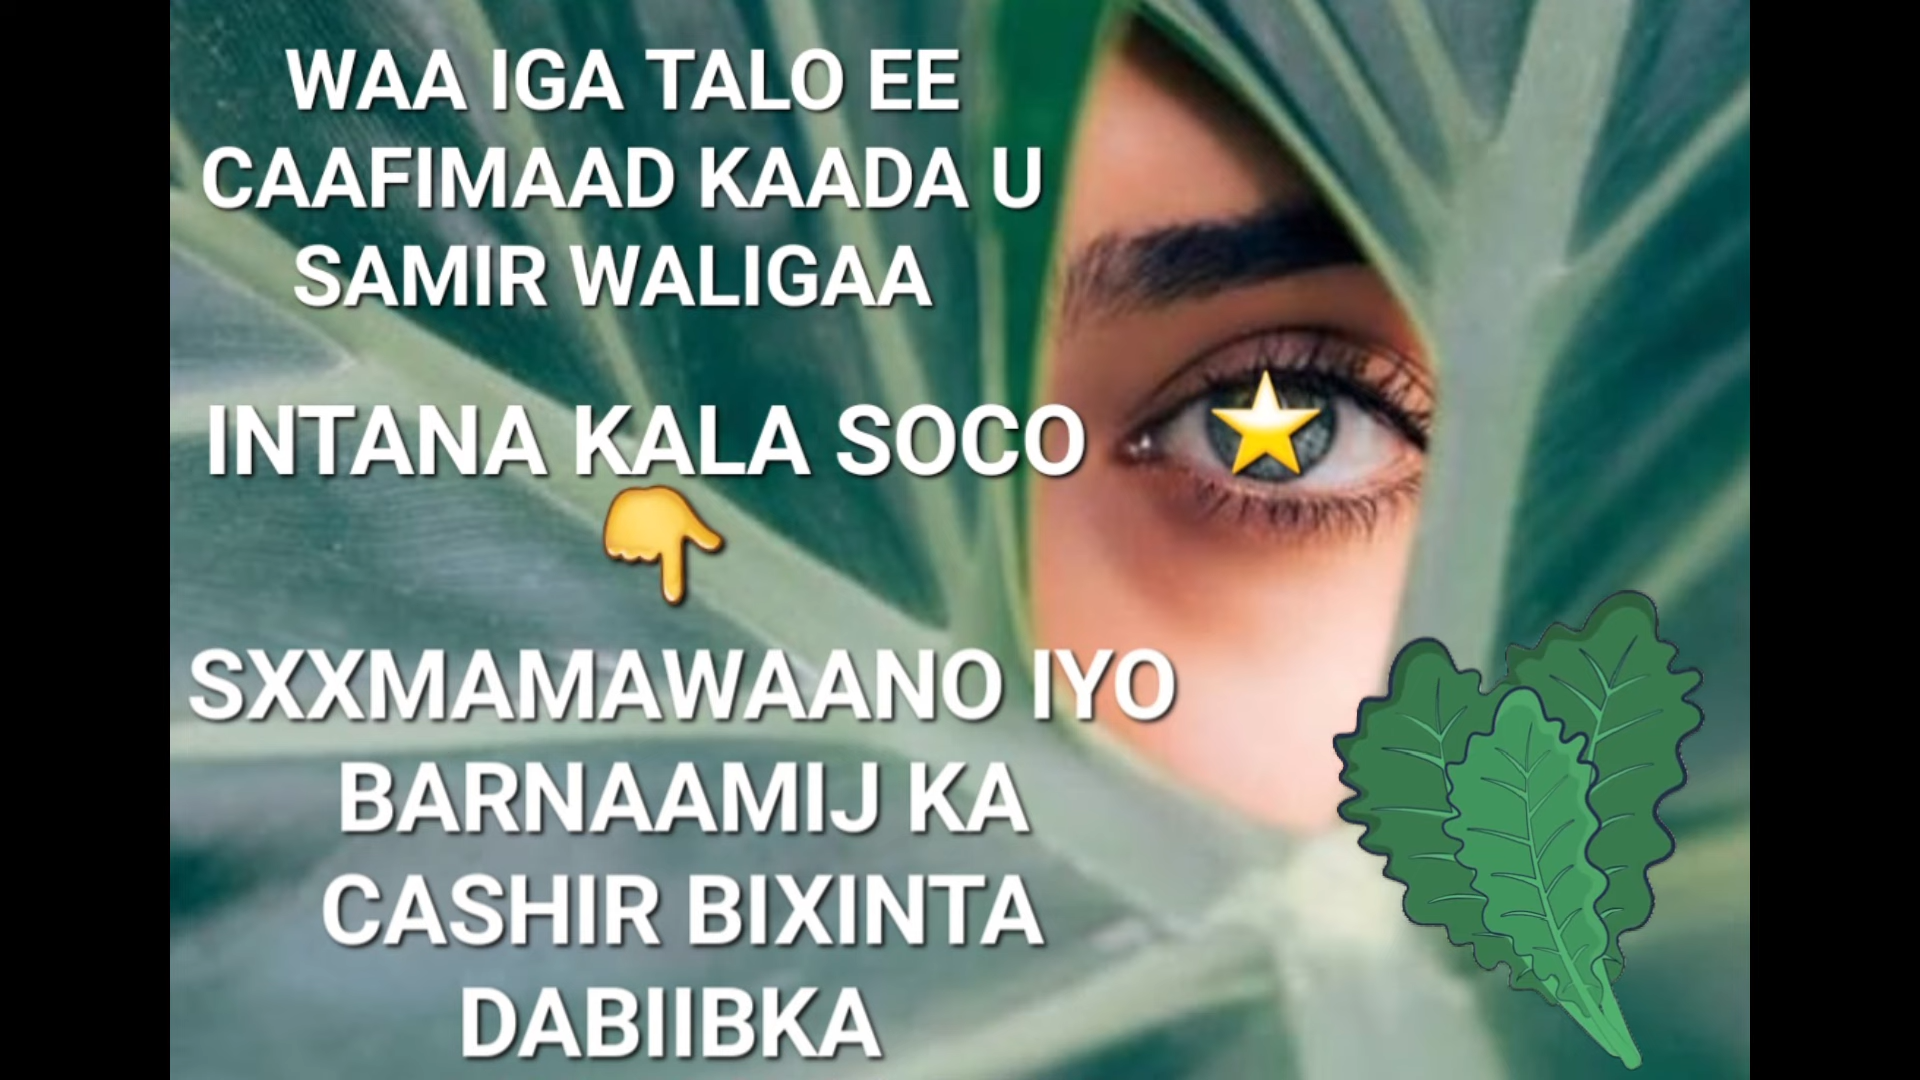 WAA IGA TALO EE
CAAFIMAAD KAADA U
SAMIR WALIGAA
INTANA KALA SOCO
SXXMAMAWAANO IYO
BARNAAMIJ KA
CASHIR BIXINTA
DABIIBKA